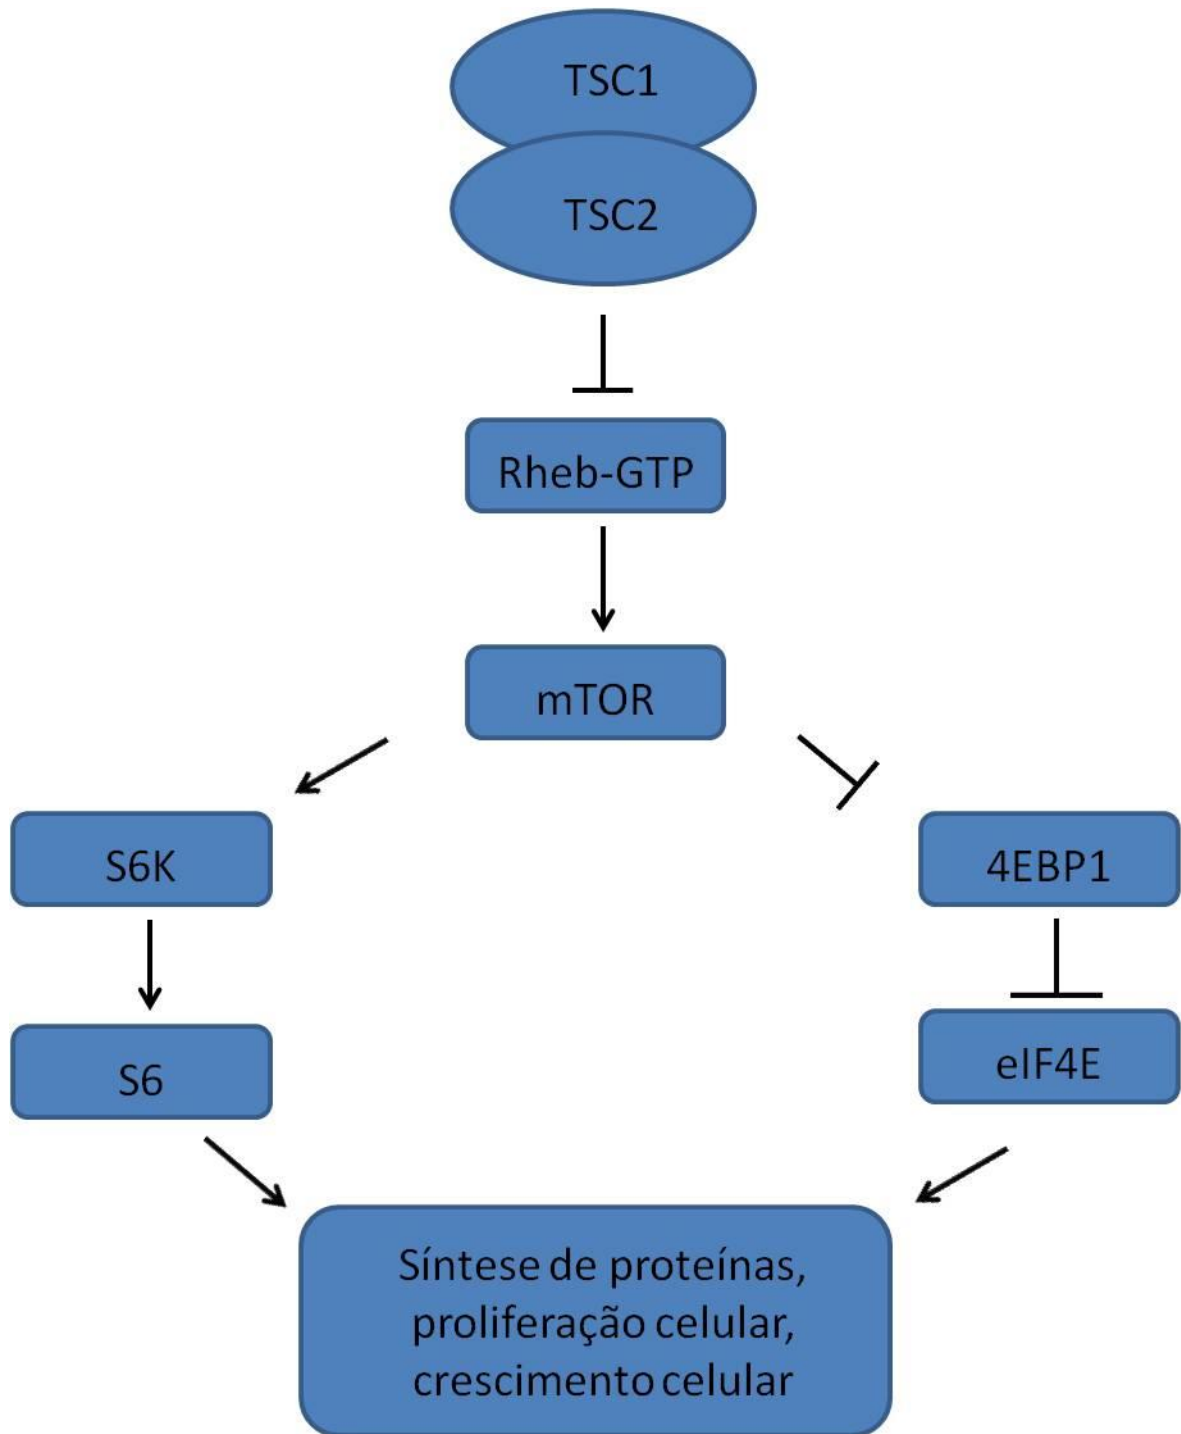 TSC1
TSC2
Rheb-GTP
mTOR
S6K
4EBP1
S6
eIF4E
Síntese de proteínas,
proliferação celular,
crescimento celular